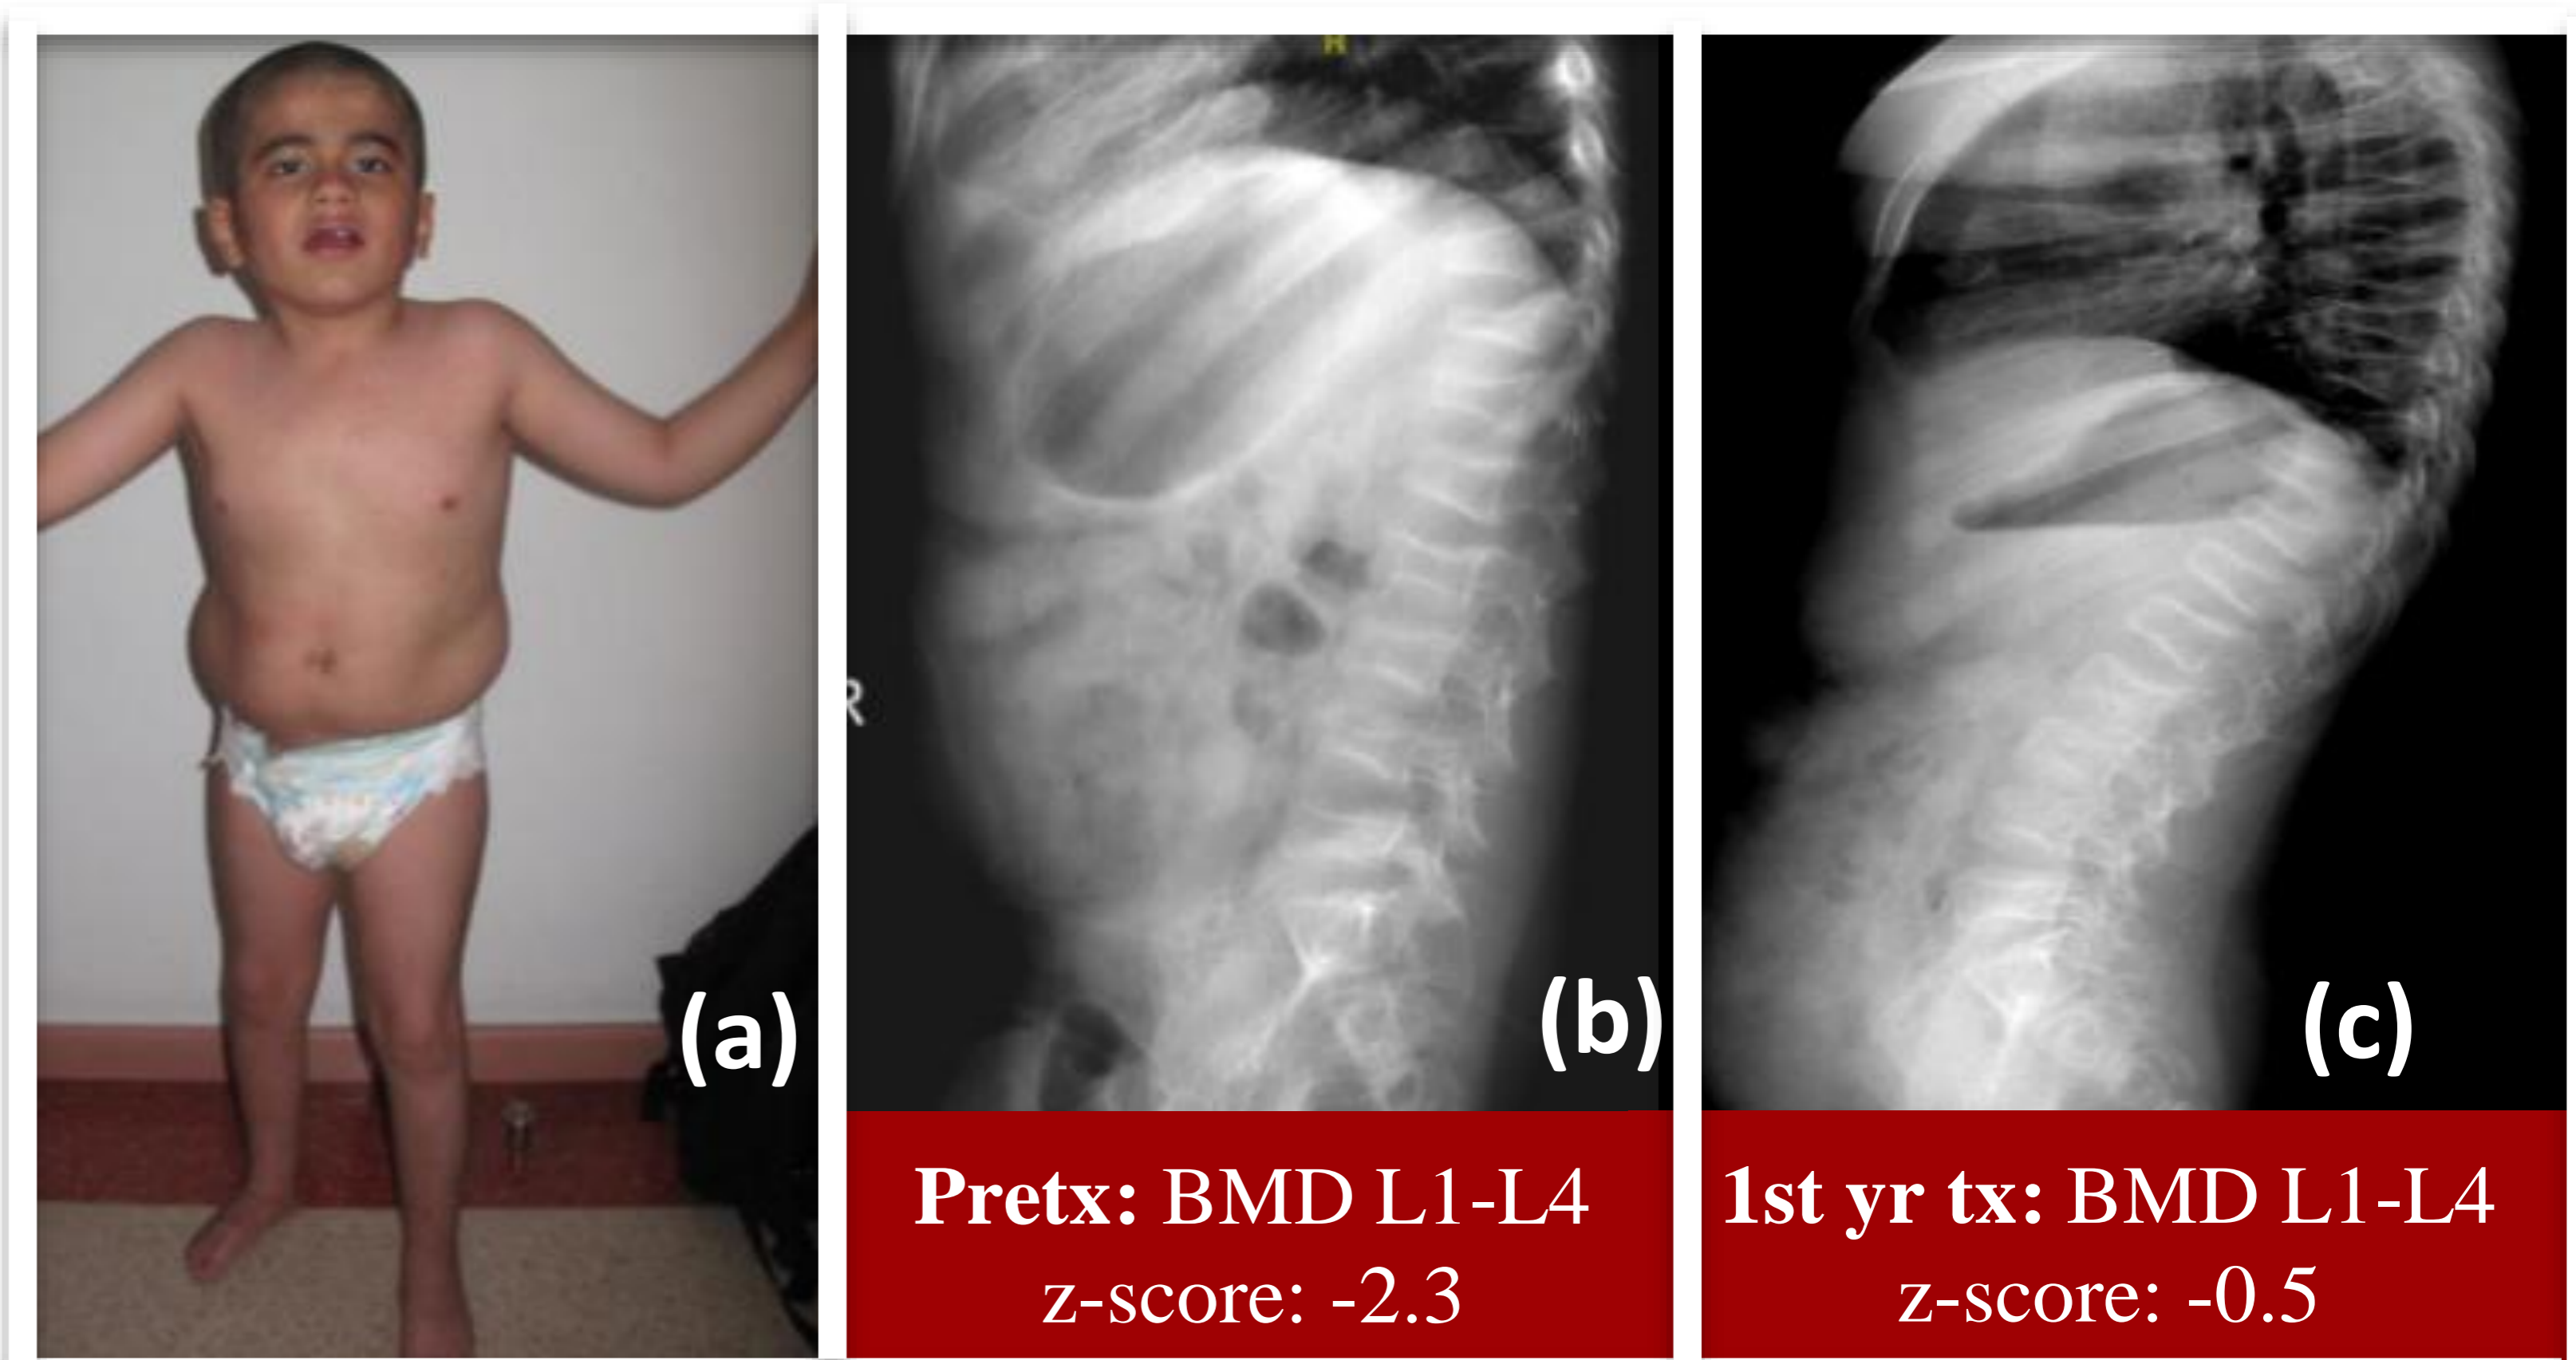 R
R
(a)
(b)
(c)
Pretx: BMD L1-L4
z-score: -2.3
1st yr tx: BMD L1-L4
z-score: -0.5